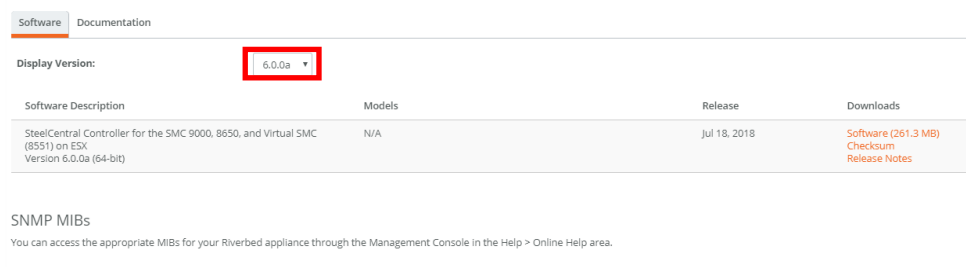 Software Documentation
Display Version: 6.0.0a
Software Description Models Release Downloads
SteelCentral Controller for the SMC 9000, 8650, and Virtual SMC N/A Jul 18, 2018 Software (261.3 MB)
(8551) on ESX Checksum
Version 6.0.0a (64-bit) Release Notes
SNMP MIBs
You can access the appropriate MIBs for your Riverbed appliance through the Management Console in the Help > Online Help area.